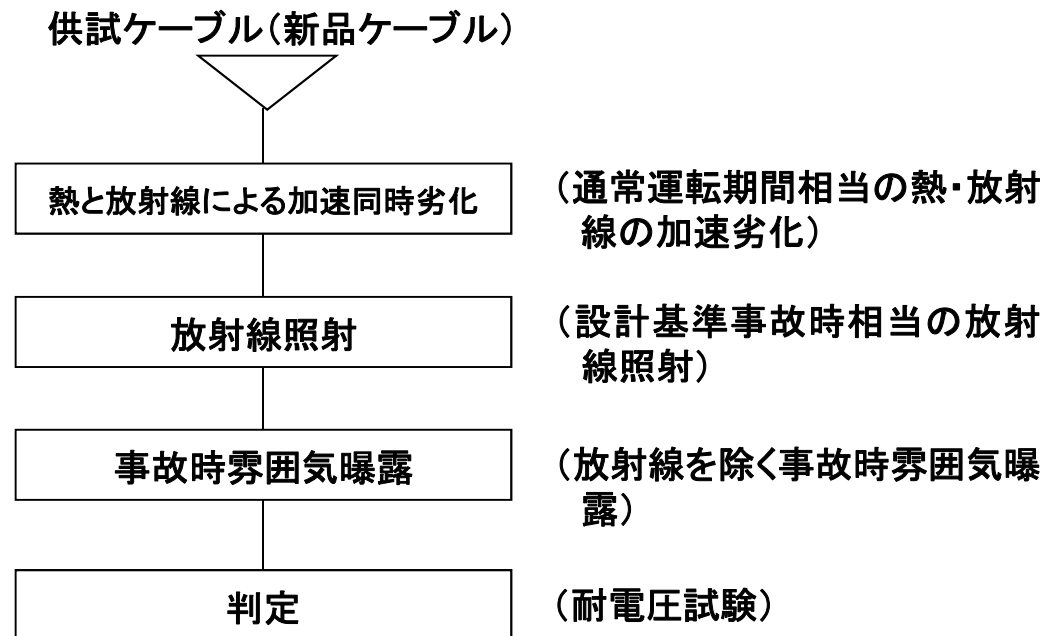 供試ケーブル（新品ケーブル）
熱と放射線による加速同時劣化
（通常運転期間相当の熱・放射
線の加速劣化）
放射線照射
（設計基準事故時相当の放射
線照射）
事故時雰囲気曝露
（放射線を除く事故時雰囲気曝
露）
判定
（耐電圧試験）